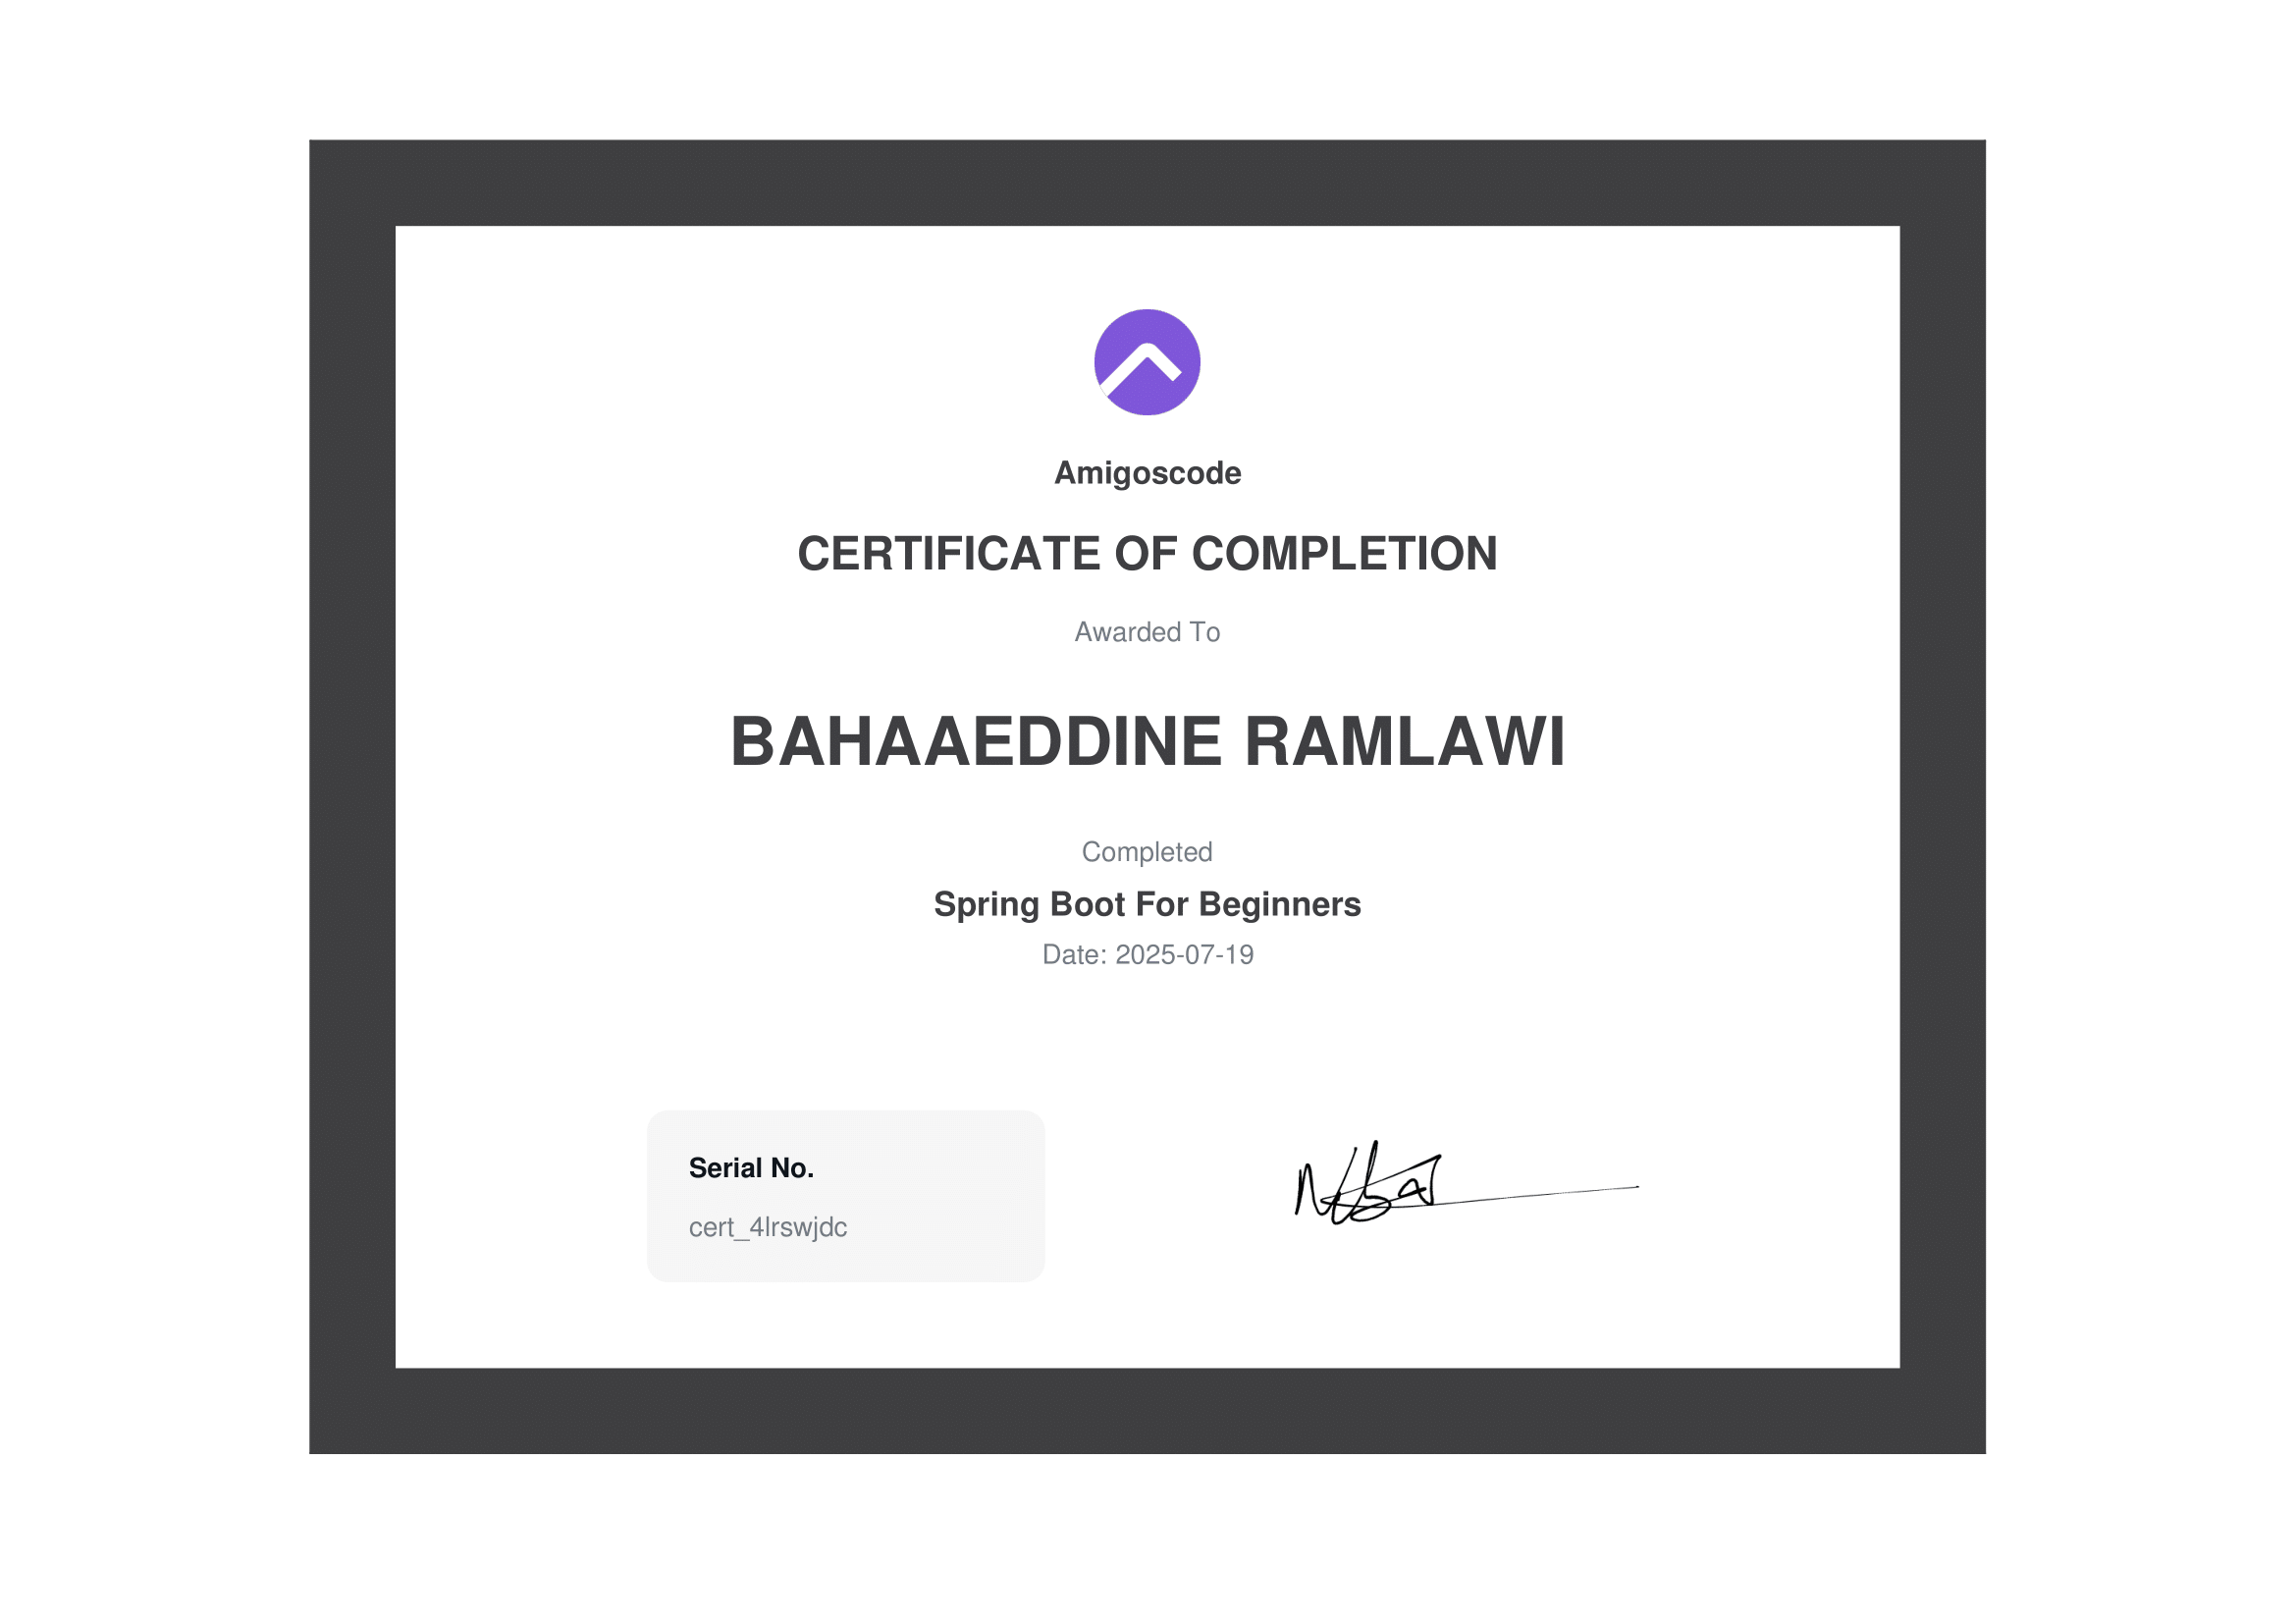 Amigoscode
CERTIFICATE OF COMPLETION
Awarded To
BAHAAEDDINE RAMLAWI
Completed
Spring Boot For Beginners
Date: 2025-07-19
Serial No.
cert_4lrswjdc